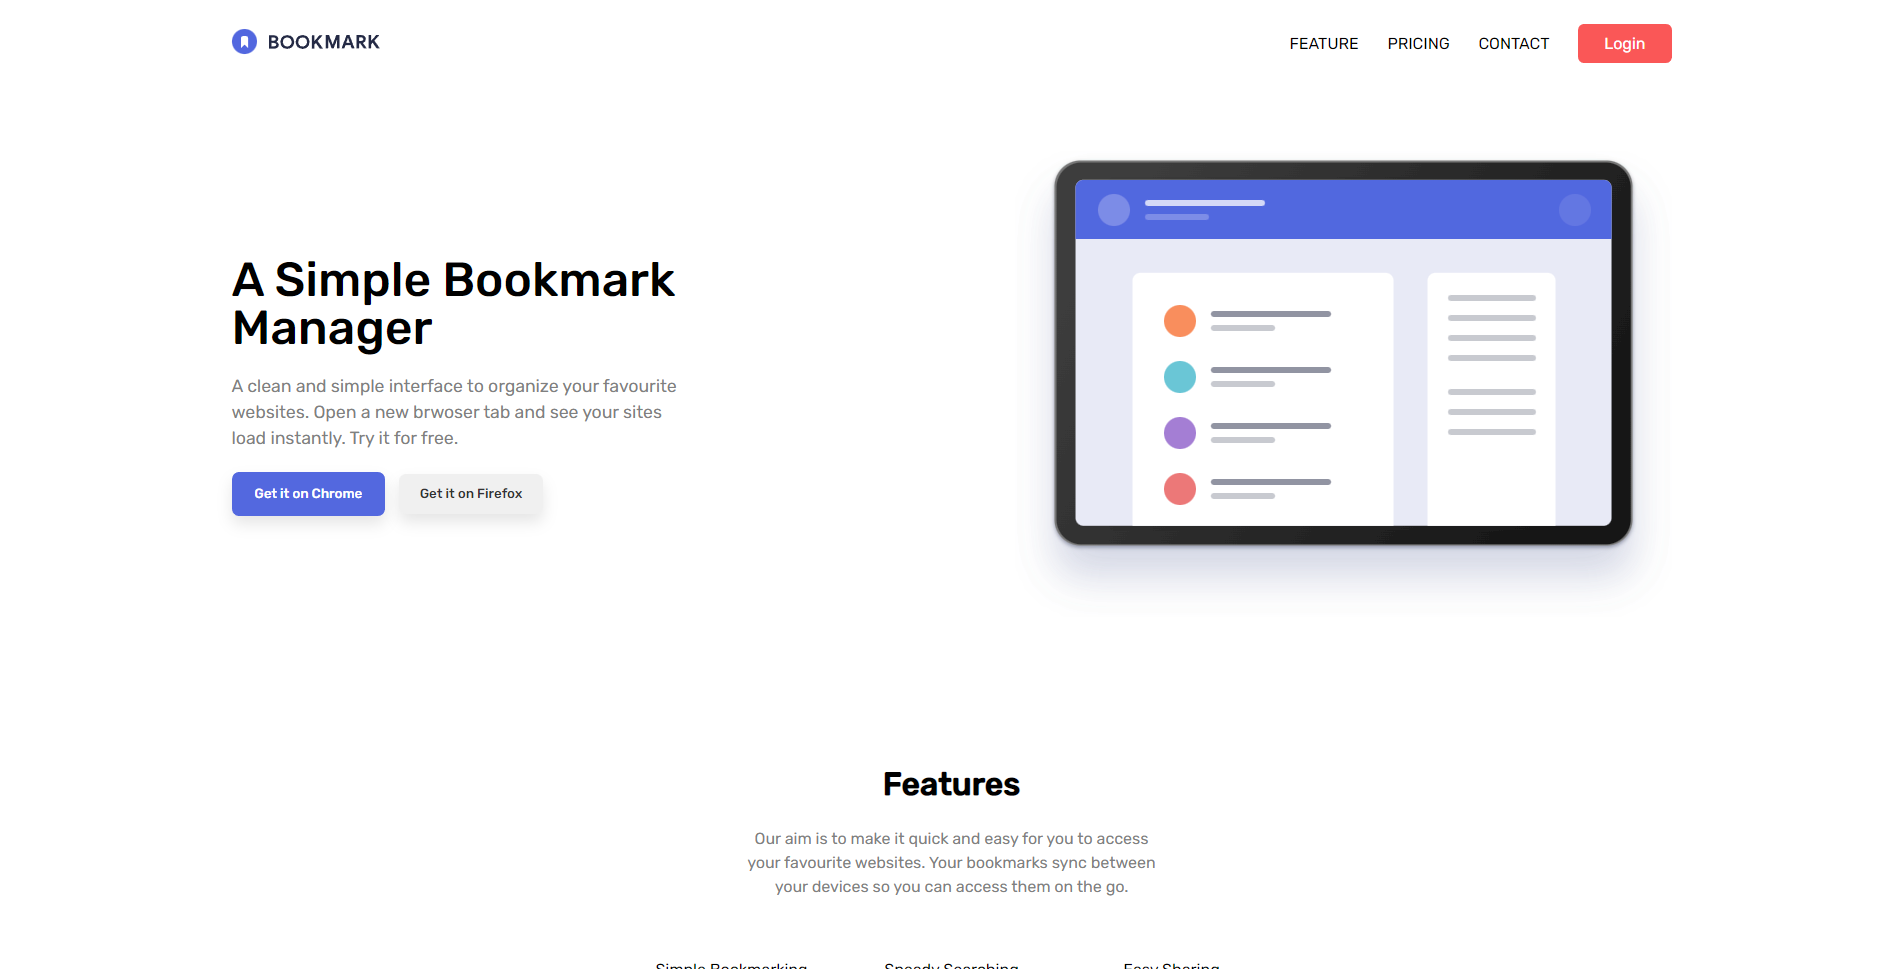 BOOKMARK
FEATURE PRICING CONTACT Login
A Simple Bookmark
Manager
A clean and simple interface to organize your favourite
websites. Open a new brwoser tab and see your sites
load instantly. Try it for free.
Get it on Chrome Get it on Firefox
Features
Our aim is to make it quick and easy for you to access
your favourite websites. Your bookmarks sync between
your devices so you can access them on the go.
Simple Bookmarking Speedy Searching Easy Sharing